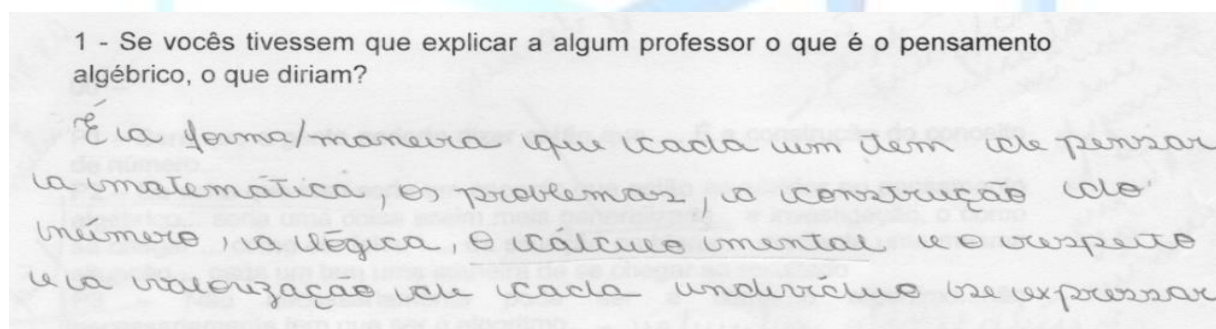 1 - Se vocês tivessem que explicar a algum professor o que é o pensamento
algébrico, o que diriam?
É a forma/maneira que cada um tem de pensar
a matemática, os problemas, a construção do
número, a lógica, o cálculo mental e o respeito
e a valorização de cada indivíduo se expressar